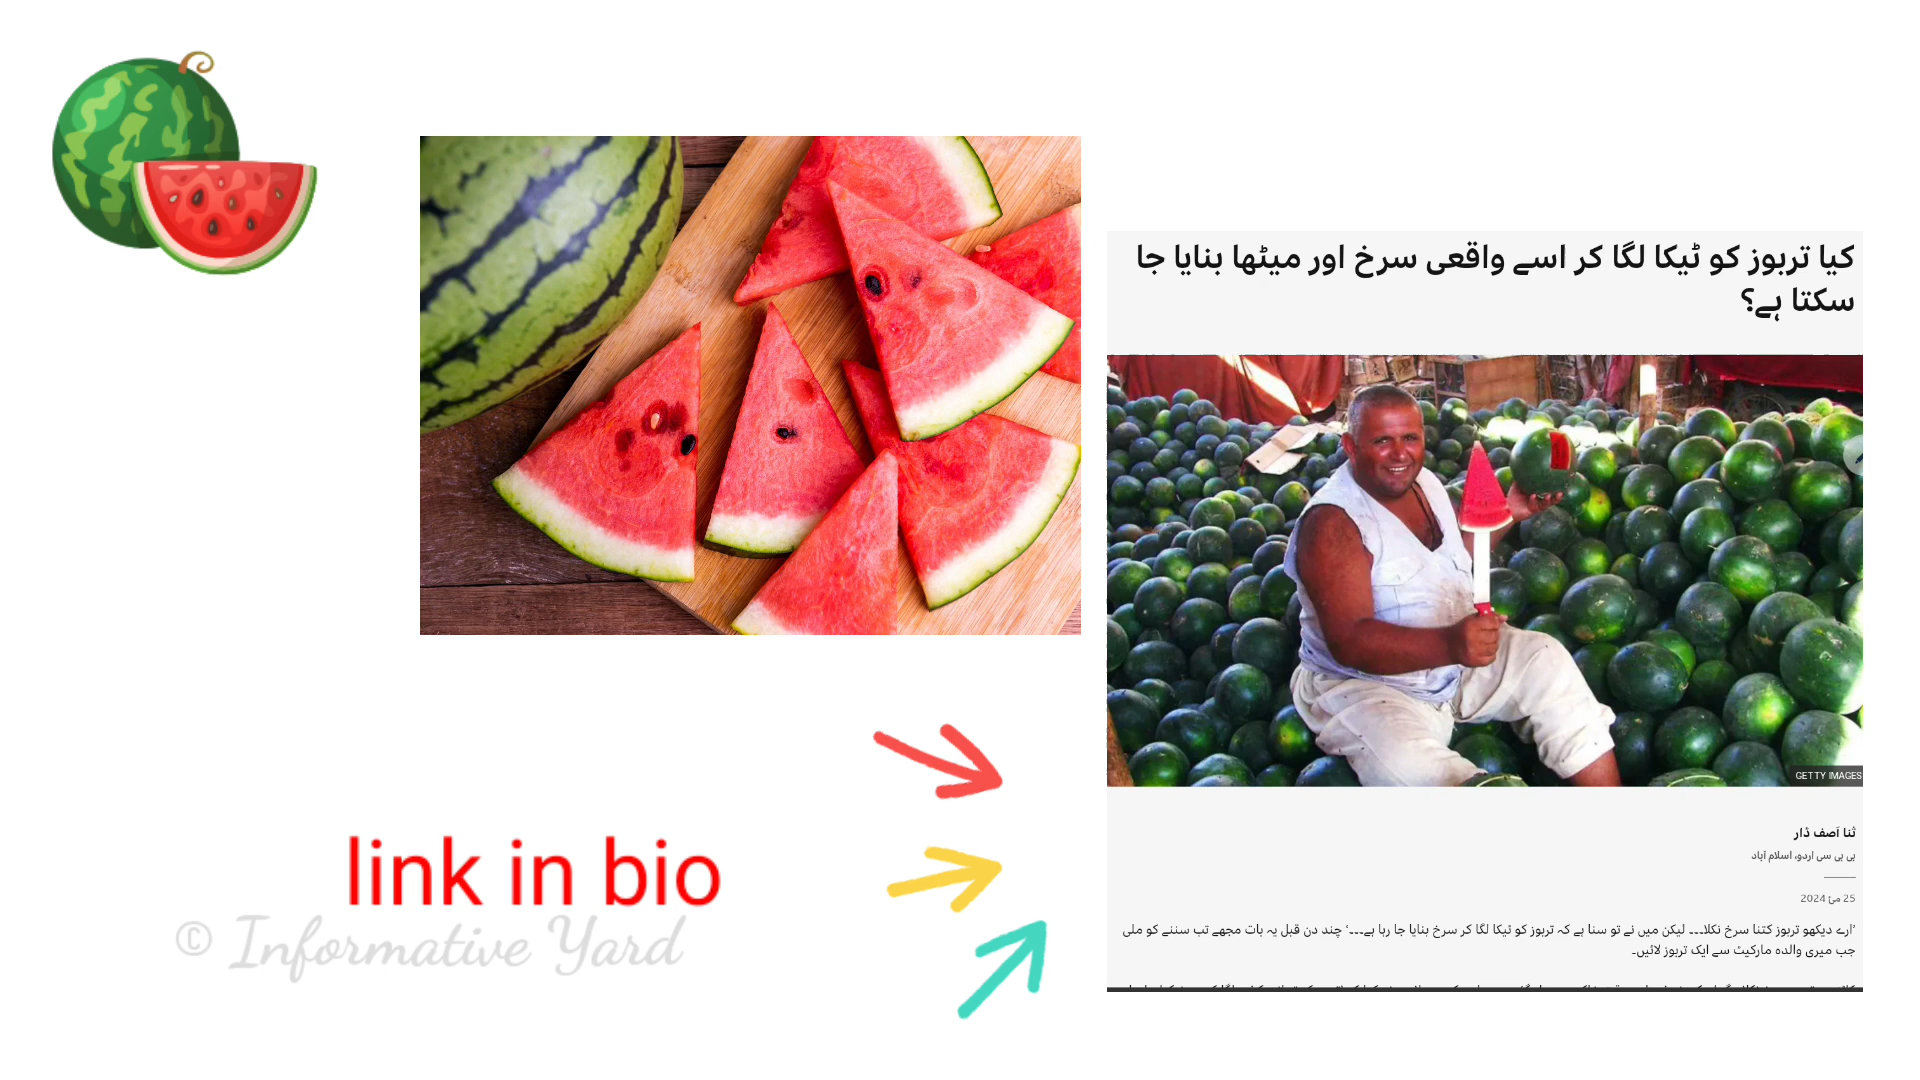 کیا تربوز کو ٹیکا لگا کر اسے واقعی سرخ اور میٹھا بنایا جا
سکتا ہے؟
GETTY IMAGES
ثنا آصف ڈار
بی بی سی اردو، اسلام آباد
25 مئ 2024
’ارے دیکھو تربوز کتنا سرخ نکلا۔۔۔ لیکن میں نے تو سنا ہے کہ تربوز کو ٹیکا لگا کر سرخ بنایا جا رہا ہے۔۔۔‘ چند دن قبل یہ بات مجھے تب سننے کو ملی
جب میری والدہ مارکیٹ سے ایک تربوز لائیں۔
link in bio
© Informative Yard